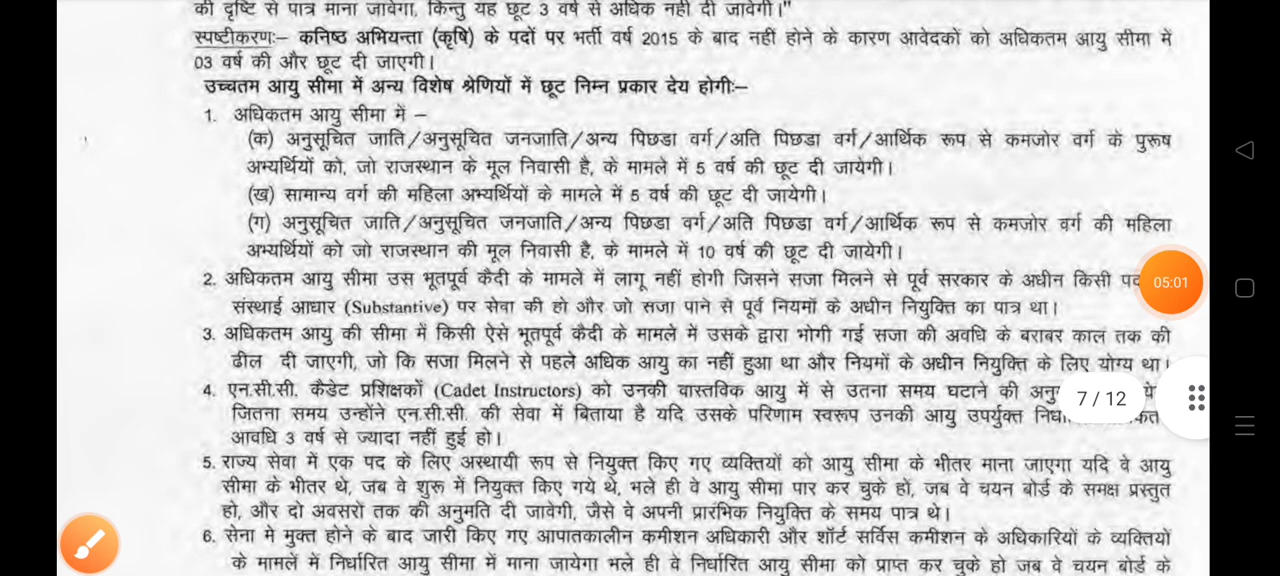 की दृष्टि से पात्र माना जावेगा, किन्तु यह छूट 3 वर्ष से अधिक नही दी जावेगी।"
स्पष्टीकरणः– कनिष्ठ अभियन्ता (कृषि) के पदों पर भर्ती वर्ष 2015 के बाद नहीं होने के कारण आवेदकों को अधिकतम आयु सीमा में
03 वर्ष की और छूट दी जाएगी।
उच्चतम आयु सीमा में अन्य विशेष श्रेणियों में छूट निम्न प्रकार देय होगीः–
1. अधिकतम आयु सीमा में –
(क) अनुसूचित जाति/अनुसूचित जनजाति/अन्य पिछडा वर्ग/अति पिछडा वर्ग/आर्थिक रूप से कमजोर वर्ग के पुरूष
अभ्यर्थियों को, जो राजस्थान के मूल निवासी है, के मामले में 5 वर्ष की छूट दी जायेगी।
(ख) सामान्य वर्ग की महिला अभ्यर्थियों के मामले में 5 वर्ष की छूट दी जायेगी।
(ग) अनुसूचित जाति/अनुसूचित जनजाति/अन्य पिछडा वर्ग/अति पिछडा वर्ग/आर्थिक रूप से कमजोर वर्ग की महिला
अभ्यर्थियों को जो राजस्थान की मूल निवासी है, के मामले में 10 वर्ष की छूट दी जायेगी।
2. अधिकतम आयु सीमा उस भूतपूर्व कैदी के मामले में लागू नहीं होगी जिसने सजा मिलने से पूर्व सरकार के अधीन किसी पद
05:01
संस्थाई आधार (Substantive) पर सेवा की हो और जो सजा पाने से पूर्व नियमों के अधीन नियुक्ति का पात्र था।
3. अधिकतम आयु की सीमा में किसी ऐसे भूतपूर्व कैदी के मामले में उसके द्वारा भोगी गई सजा की अवधि के बराबर काल तक की
ढील दी जाएगी, जो कि सजा मिलने से पहले अधिक आयु का नहीं हुआ था और नियमों के अधीन नियुक्ति के लिए योग्य था।
4. एन.सी.सी. कैडेट प्रशिक्षकों (Cadet Instructors) को उनकी वास्तविक आयु में से उतना समय घटाने की
7 / 12
जितना समय उन्होंने एन.सी.सी. की सेवा में बिताया है यदि उसके परिणाम स्वरूप उनकी आयु उपर्युक्त
आवधि 3 वर्ष से ज्यादा नहीं हुई हो।
5. राज्य सेवा में एक पद के लिए अस्थायी रूप से नियुक्त किए गए व्यक्तियों को आयु सीमा के भीतर माना जाएगा यदि वे आयु
सीमा के भीतर थे, जब वे शुरू में नियुक्त किए गये थे, भले ही वे आयु सीमा पार कर चुके हों, जब वे चयन बोर्ड के समक्ष प्रस्तुत
हो, और दो अवसरों तक की अनुमति दी जावेगी, जैसे वे अपनी प्रारंभिक नियुक्ति के समय पात्र थे।
6. सेना मे मुक्त होने के बाद जारी किए गए आपातकालीन कमीशन अधिकारी और शॉर्ट सर्विस कमीशन के अधिकारियों के व्यक्तियों
के मामलें में निर्धारित आयु सीमा में माना जायेगा भले ही वे निर्धारित आयु सीमा को प्राप्त कर चुके हो जब वे चयन बोर्ड के